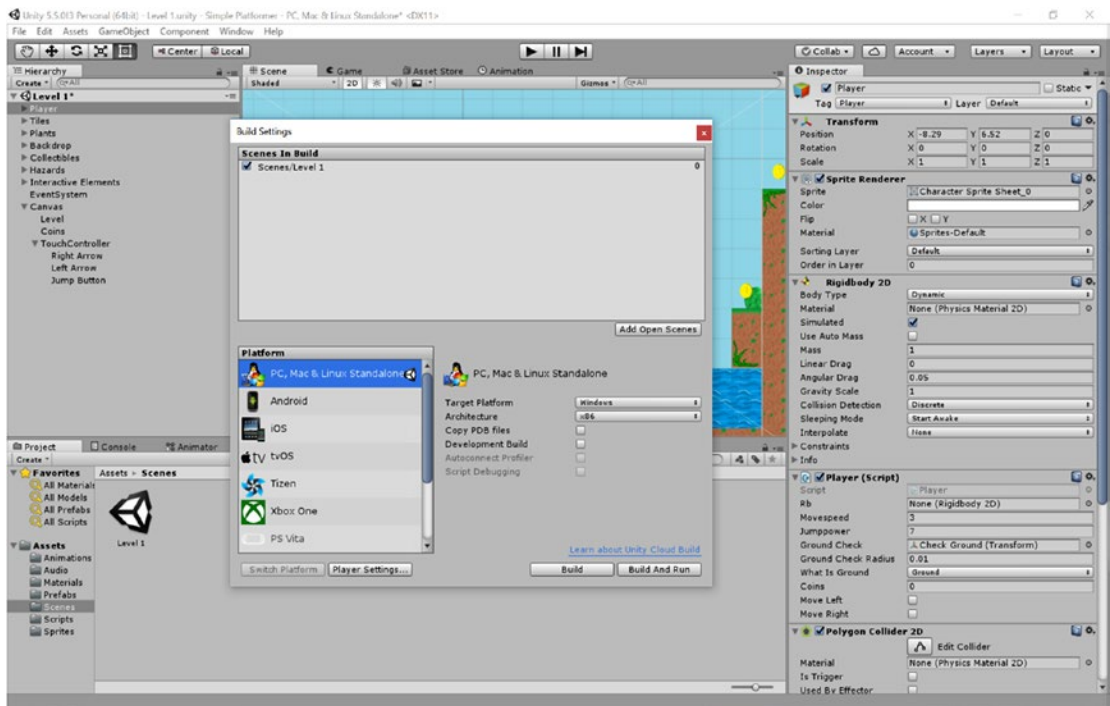 Unity 5.5.0f3 Personal (64bit) - Level 1.unity - Simple Platformer - PC, Mac & Linux Standalone* <DX11>
File Edit Assets GameObject Component Window Help
Center Local
Collab Account Layers Layout
Hierarchy
Create All
Level 1*
Player
Tiles
Plants
Backdrop
Collectibles
Hazards
Interactive Elements
EventSystem
Canvas
Level
Coins
TouchController
Right Arrow
Left Arrow
Jump Button
Scene Game Asset Store Animation
Shaded 2D Gizmos All
Build Settings
Scenes In Build
Scenes/Level 1 0
Add Open Scenes
Platform
PC, Mac & Linux Standalone
Android
iOS
tvOS
Tizen
Xbox One
PS Vita
PC, Mac & Linux Standalone
Target Platform Windows
Architecture x86
Copy PDB files
Development Build
Autoconnect Profiler
Script Debugging
Learn about Unity Cloud Build
Switch Platform Player Settings... Build Build And Run
Project Console Animator
Create
Favorites
All Materials
All Models
All Prefabs
All Scripts
Assets
Animations
Audio
Materials
Prefabs
Scenes
Scripts
Sprites
Assets Scenes
Level 1
Inspector
Player Static
Tag Player Layer Default
Transform
Position X -8.29 Y 6.52 Z 0
Rotation X 0 Y 0 Z 0
Scale X 1 Y 1 Z 1
Sprite Renderer
Sprite Character Sprite Sheet_0
Color
Flip X Y
Material Sprites-Default
Sorting Layer Default
Order in Layer 0
Rigidbody 2D
Body Type Dynamic
Material None (Physics Material 2D)
Simulated
Use Auto Mass
Mass 1
Linear Drag 0
Angular Drag 0.05
Gravity Scale 1
Collision Detection Discrete
Sleeping Mode Start Awake
Interpolate None
Constraints
Info
Player (Script)
Script Player
Rb None (Rigidbody 2D)
Movespeed 3
Jumppower 7
Ground Check Check Ground (Transform)
Ground Check Radius 0.01
What Is Ground Ground
Coins 0
Move Left
Move Right
Polygon Collider 2D
Edit Collider
Material None (Physics Material 2D)
Is Trigger
Used By Effector